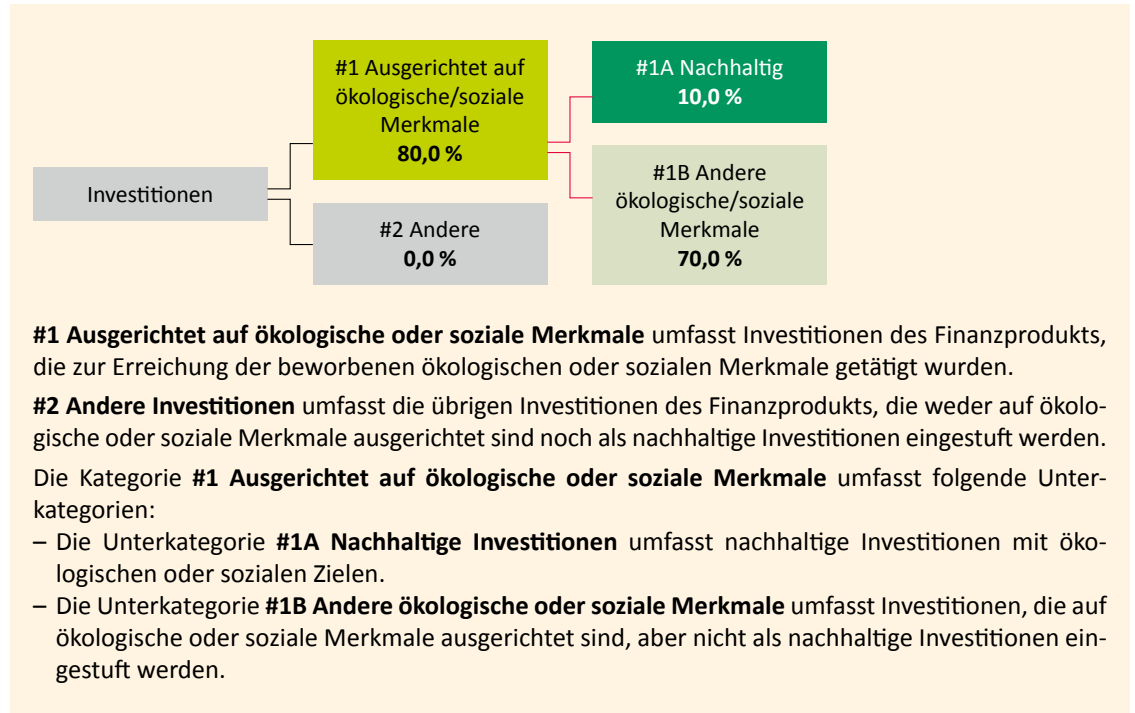 #1 Ausgerichtet auf
ökologische/soziale
Merkmale
80,0 %
#1A Nachhaltig
10,0 %
Investitionen
#2 Andere
0,0 %
#1B Andere
ökologische/soziale
Merkmale
70,0 %
#1 Ausgerichtet auf ökologische oder soziale Merkmale umfasst Investitionen des Finanzprodukts,
die zur Erreichung der beworbenen ökologischen oder sozialen Merkmale getätigt wurden.
#2 Andere Investitionen umfasst die übrigen Investitionen des Finanzprodukts, die weder auf ökolo-
gische oder soziale Merkmale ausgerichtet sind noch als nachhaltige Investitionen eingestuft werden.
Die Kategorie #1 Ausgerichtet auf ökologische oder soziale Merkmale umfasst folgende Unter-
kategorien:
– Die Unterkategorie #1A Nachhaltige Investitionen umfasst nachhaltige Investitionen mit öko-
logischen oder sozialen Zielen.
– Die Unterkategorie #1B Andere ökologische oder soziale Merkmale umfasst Investitionen, die auf
ökologische oder soziale Merkmale ausgerichtet sind, aber nicht als nachhaltige Investitionen ein-
gestuft werden.